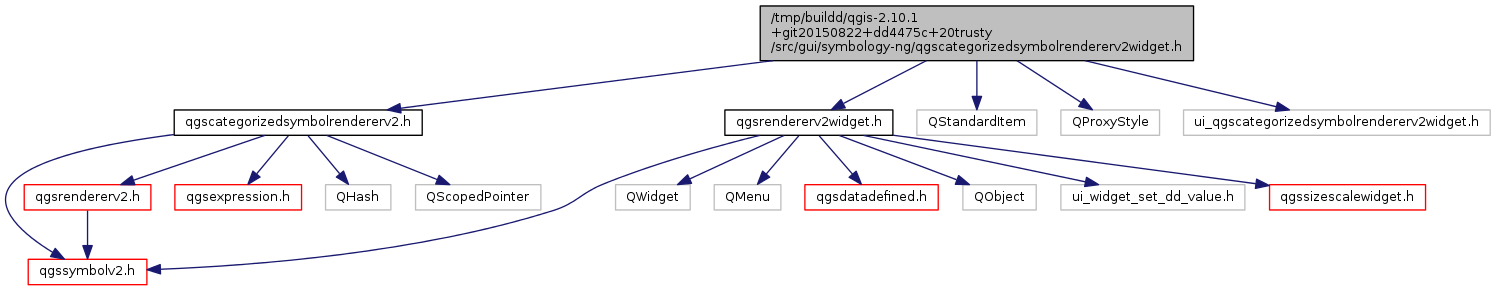 /tmp/buildd/qgis-2.10.1
+git20150822+dd4475c+20trusty
/src/gui/symbology-ng/qgscategorizedsymbolrendererv2widget.h
qgscategorizedsymbolrendererv2.h
qgsrendererv2widget.h
QStandardItem
QProxyStyle
ui_qgscategorizedsymbolrendererv2widget.h
qgsrendererv2.h
qgsexpression.h
QHash
QScopedPointer
QWidget
QMenu
qgsdatadefined.h
QObject
ui_widget_set_dd_value.h
qgssizescalewidget.h
qgssymbolv2.h